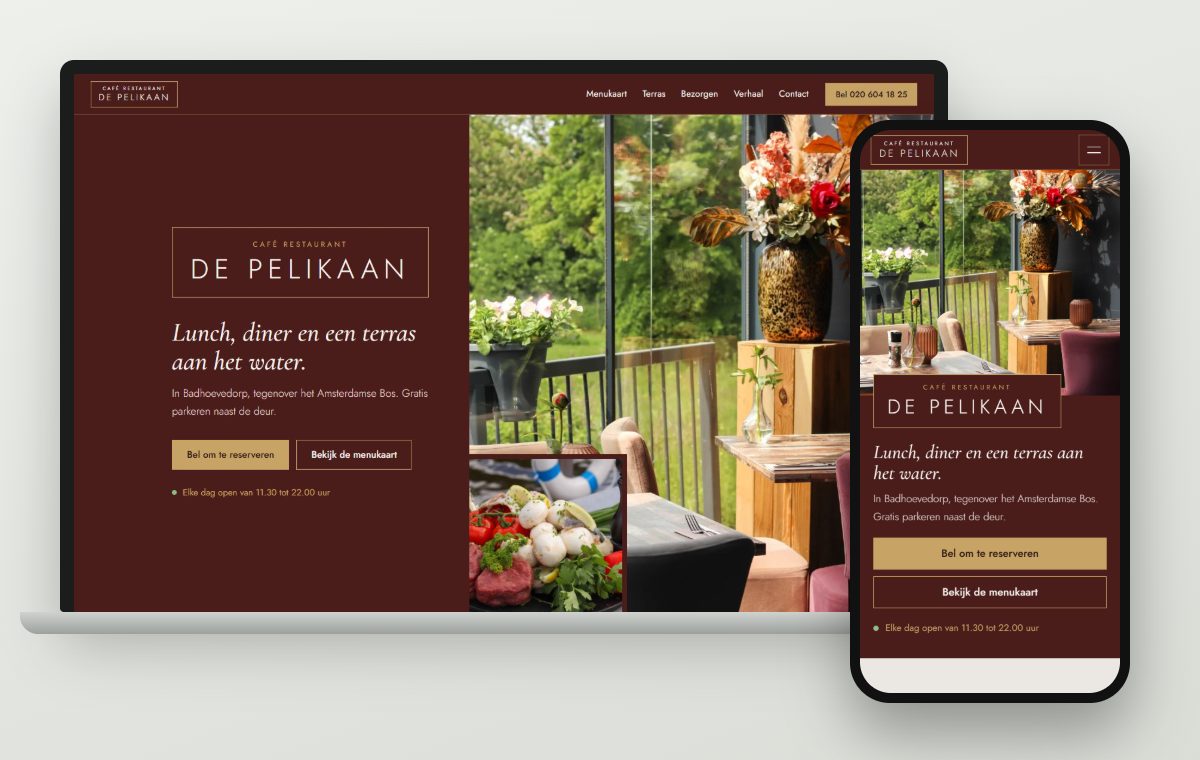 CAFÉ RESTAURANT
DE PELIKAAN
Menukaart Terras Bezorgen Verhaal Contact Bel 020 604 18 25
CAFÉ RESTAURANT
DE PELIKAAN
Lunch, diner en een terras
aan het water.
In Badhoevedorp, tegenover het Amsterdamse Bos. Gratis
parkeren naast de deur.
Bel om te reserveren Bekijk de menukaart
Elke dag open van 11.30 tot 22.00 uur
CAFÉ RESTAURANT
DE PELIKAAN
CAFÉ RESTAURANT
DE PELIKAAN
Lunch, diner en een terras aan
het water.
In Badhoevedorp, tegenover het Amsterdamse Bos.
Gratis parkeren naast de deur.
Bel om te reserveren
Bekijk de menukaart
Elke dag open van 11.30 tot 22.00 uur